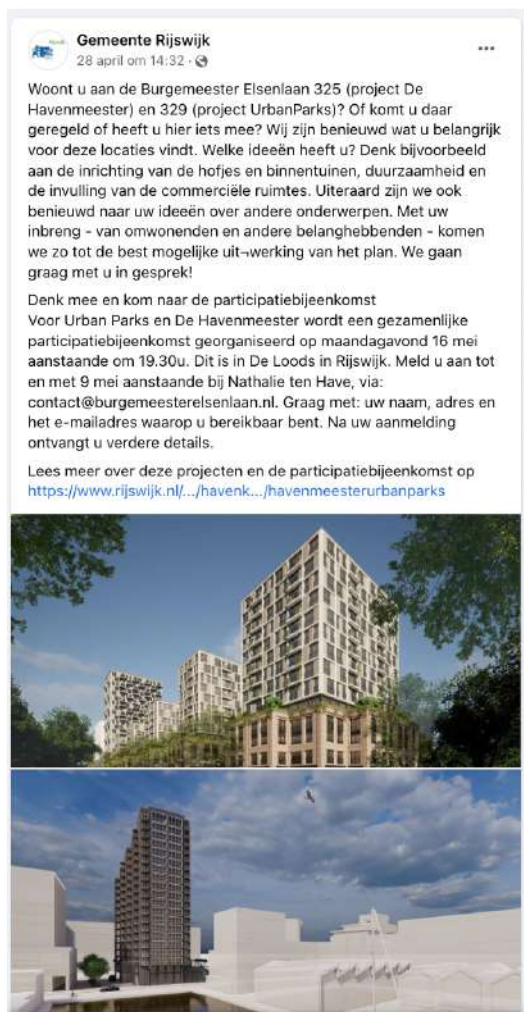 Gemeente Rijswijk
28 april om 14:32 ·
Woont u aan de Burgemeester Elsenlaan 325 (project De
Havenmeester) en 329 (project UrbanParks)? Of komt u daar
geregeld of heeft u hier iets mee? Wij zijn benieuwd wat u belangrijk
voor deze locaties vindt. Welke ideeën heeft u? Denk bijvoorbeeld
aan de inrichting van de hofjes en binnentuinen, duurzaamheid en
de invulling van de commerciële ruimtes. Uiteraard zijn we ook
benieuwd naar uw ideeën over andere onderwerpen. Met uw
inbreng - van omwonenden en andere belanghebbenden - komen
we zo tot de best mogelijke uit¬werking van het plan. We gaan
graag met u in gesprek!
Denk mee en kom naar de participatiebijeenkomst
Voor Urban Parks en De Havenmeester wordt een gezamenlijke
participatiebijeenkomst georganiseerd op maandagavond 16 mei
aanstaande om 19.30u. Dit is in De Loods in Rijswijk. Meld u aan tot
en met 9 mei aanstaande bij Nathalie ten Have, via:
contact@burgemeesterelsenlaan.nl. Graag met: uw naam, adres en
het e-mailadres waarop u bereikbaar bent. Na uw aanmelding
ontvangt u verdere details.
Lees meer over deze projecten en de participatiebijeenkomst op
https://www.rijswijk.nl/.../havenk.../havenmeesterurbanparks